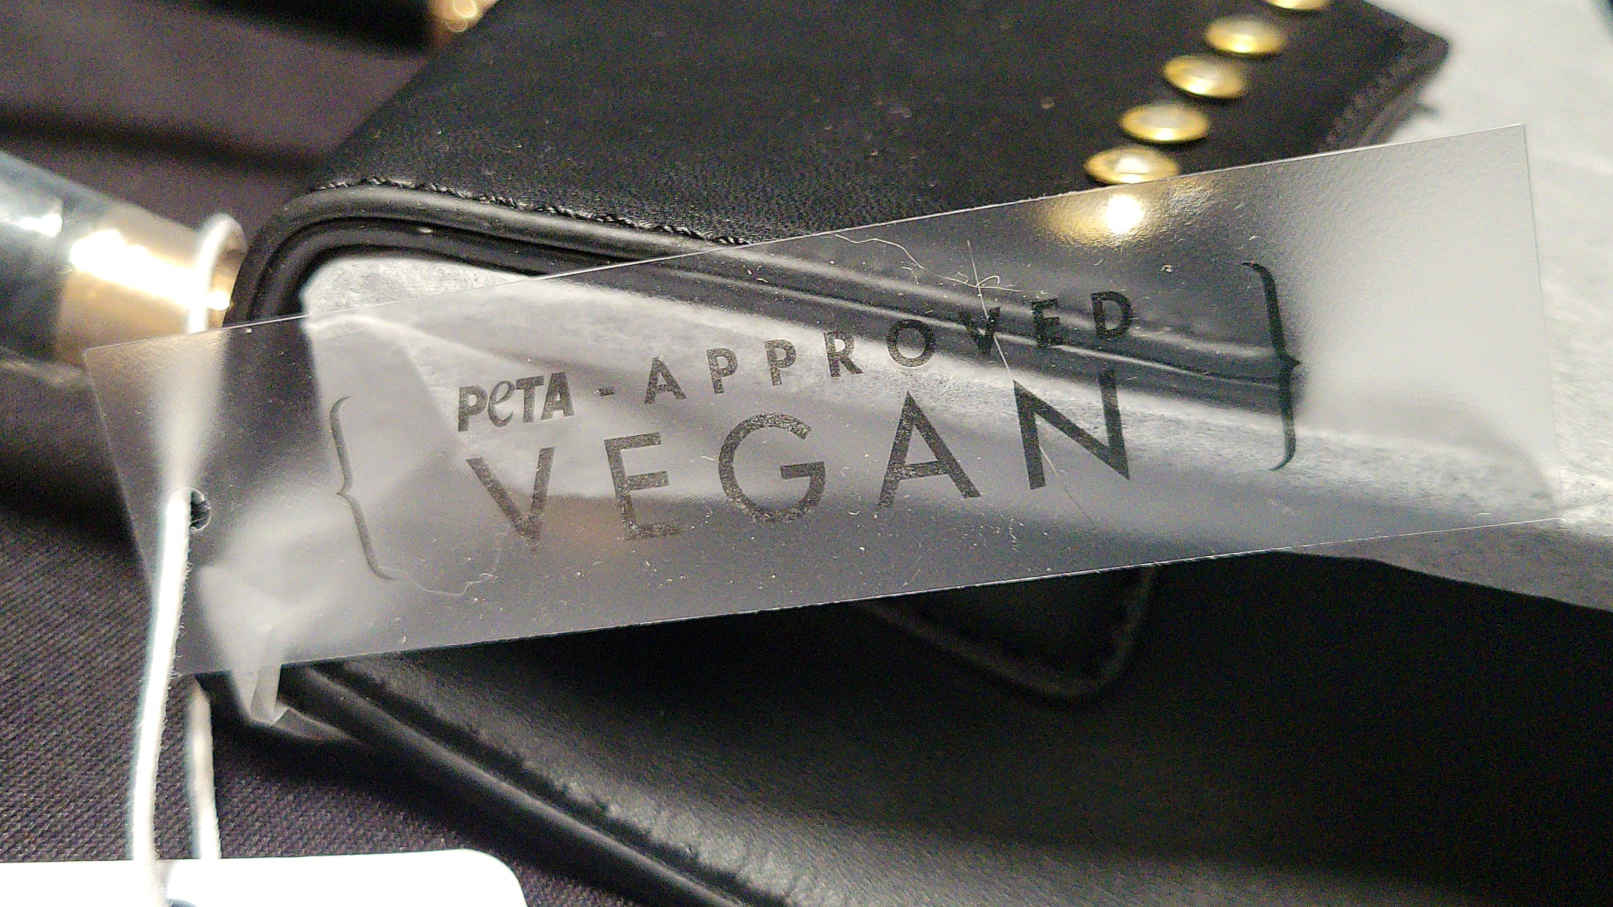 PeTA - APPROVED
{ VEGAN }